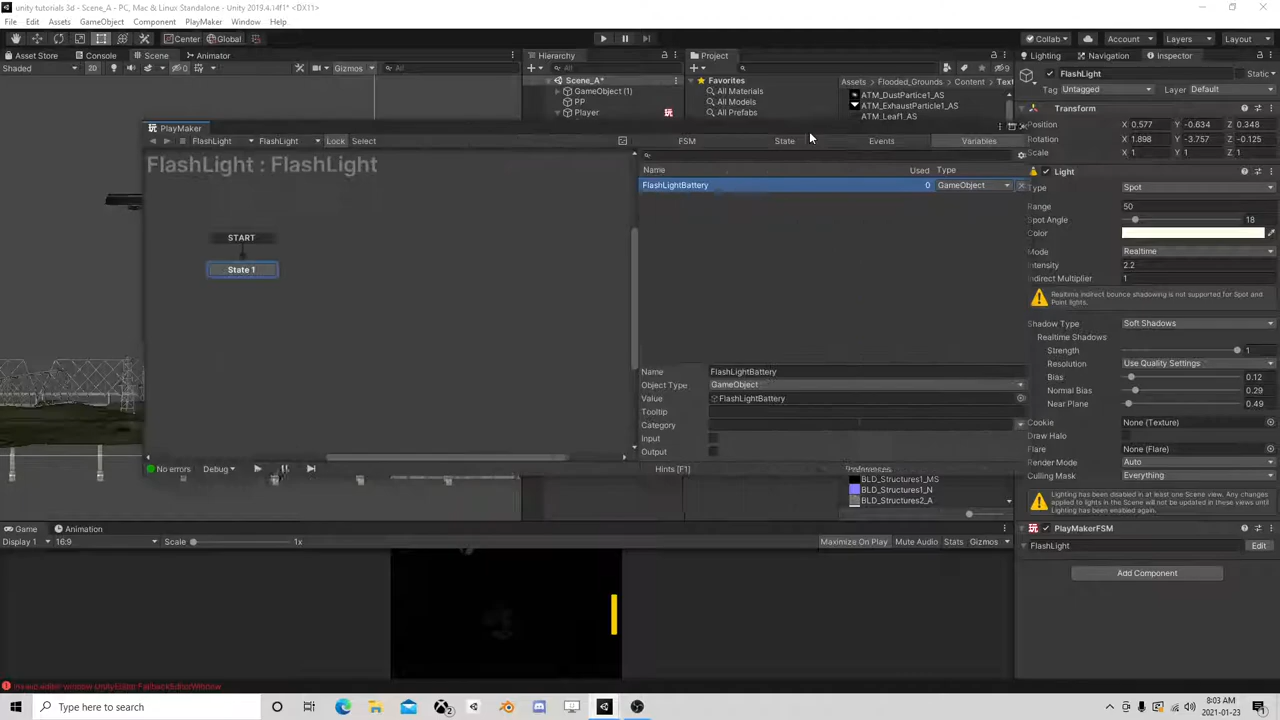 unity tutorials 3d - Scene_A - PC, Mac & Linux Standalone - Unity 2019.4.14f1* <DX11>
File Edit Assets GameObject Component PlayMaker Window Help
Center Global Collab Account Layers Layout
Asset Store Console Scene Animator Hierarchy Project Lighting Navigation Inspector
Shaded 2D 0 Gizmos All All 9
Scene_A*
GameObject (1)
PP
Player
Favorites
All Materials
All Models
All Prefabs
Assets Flooded_Grounds Content Text
ATM_DustPartice1_AS
ATM_ExhaustParticle1_AS
ATM_Leaf1_AS
PlayMaker
FlashLight FlashLight Lock Select
FlashLight : FlashLight
START
State 1
FSM State Events Variables
Name Used Type
FlashLightBattery 0 GameObject
Name FlashLightBattery
Object Type GameObject
Value FlashLightBattery
Tooltip
Category
Input
Output
No errors Debug Hints [F1] Preferences
BLD_Structures1_MS
BLD_Structures1_N
BLD_Structures2_A
FlashLight Static
Tag Untagged Layer Default
Transform
Position X 0.577 Y -0.634 Z 0.348
Rotation X 1.898 Y -3.757 Z -0.125
Scale X 1 Y 1 Z 1
Light
Type Spot
Range 50
Spot Angle 18
Color
Mode Realtime
Intensity 2.2
Indirect Multiplier 1
Realtime indirect bounce shadowing is not supported for Spot and
Point lights.
Shadow Type Soft Shadows
Realtime Shadows
Strength 1
Resolution Use Quality Settings
Bias 0.12
Normal Bias 0.29
Near Plane 0.49
Cookie None (Texture)
Draw Halo
Flare None (Flare)
Render Mode Auto
Culling Mask Everything
Lighting has been disabled in at least one Scene view. Any changes
applied to lights in the Scene will not be updated in these views until
Lighting has been enabled again.
PlayMakerFSM
FlashLight Edit
Add Component
Game Animation
Display 1 16:9 Scale 1x Maximize On Play Mute Audio Stats Gizmos
Invalid editor window UnityEditor.FallbackEditorWindow
Type here to search
8:03 AM
2021-01-23